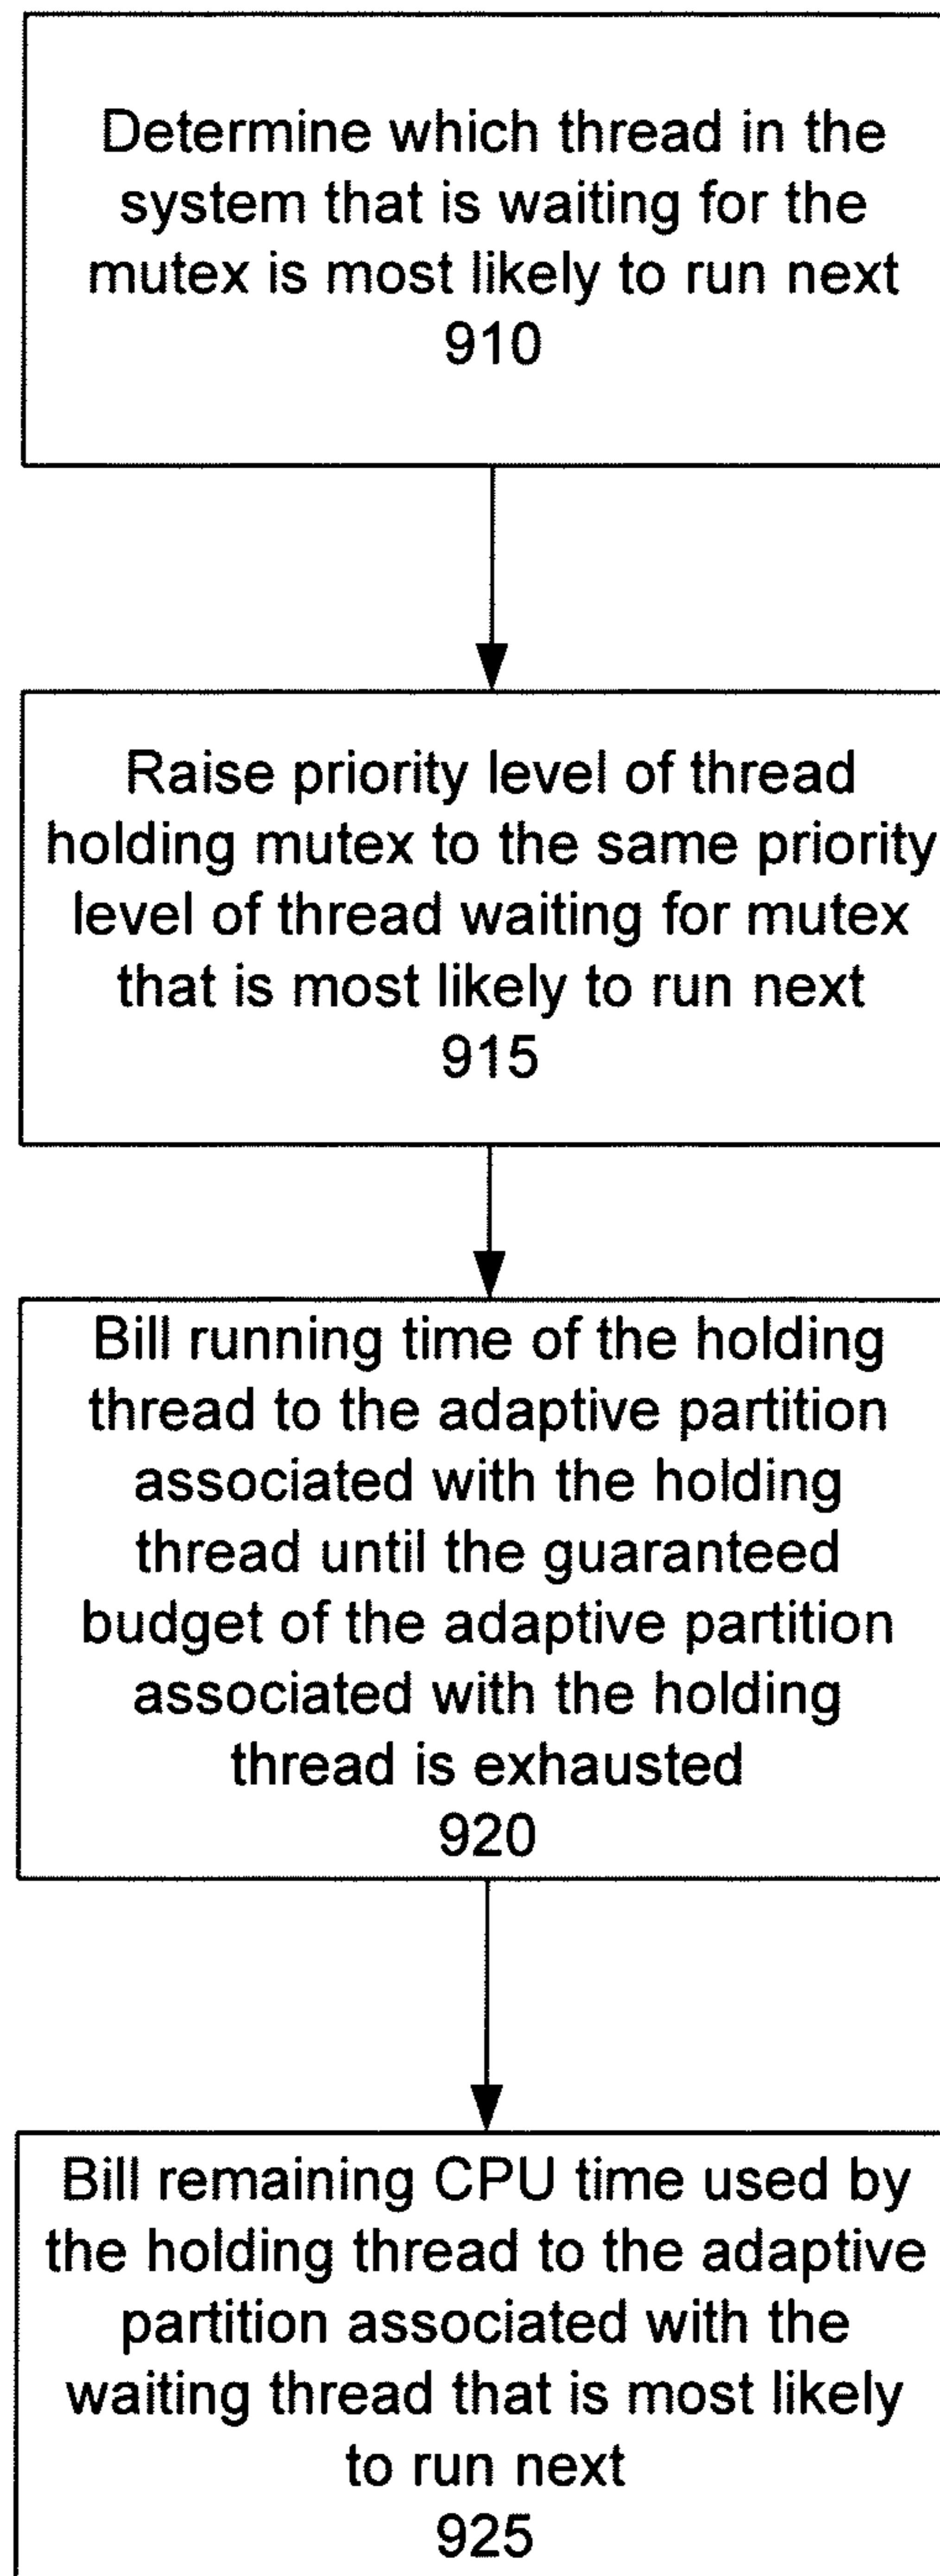 Determine which thread in the
system that is waiting for the
mutex is most likely to run next
910
Raise priority level of thread
holding mutex to the same priority
level of thread waiting for mutex
that is most likely to run next
915
Bill running time of the holding
thread to the adaptive partition
associated with the holding
thread until the guaranteed
budget of the adaptive partition
associated with the holding
thread is exhausted
920
Bill remaining CPU time used by
the holding thread to the adaptive
partition associated with the
waiting thread that is most likely
to run next
925